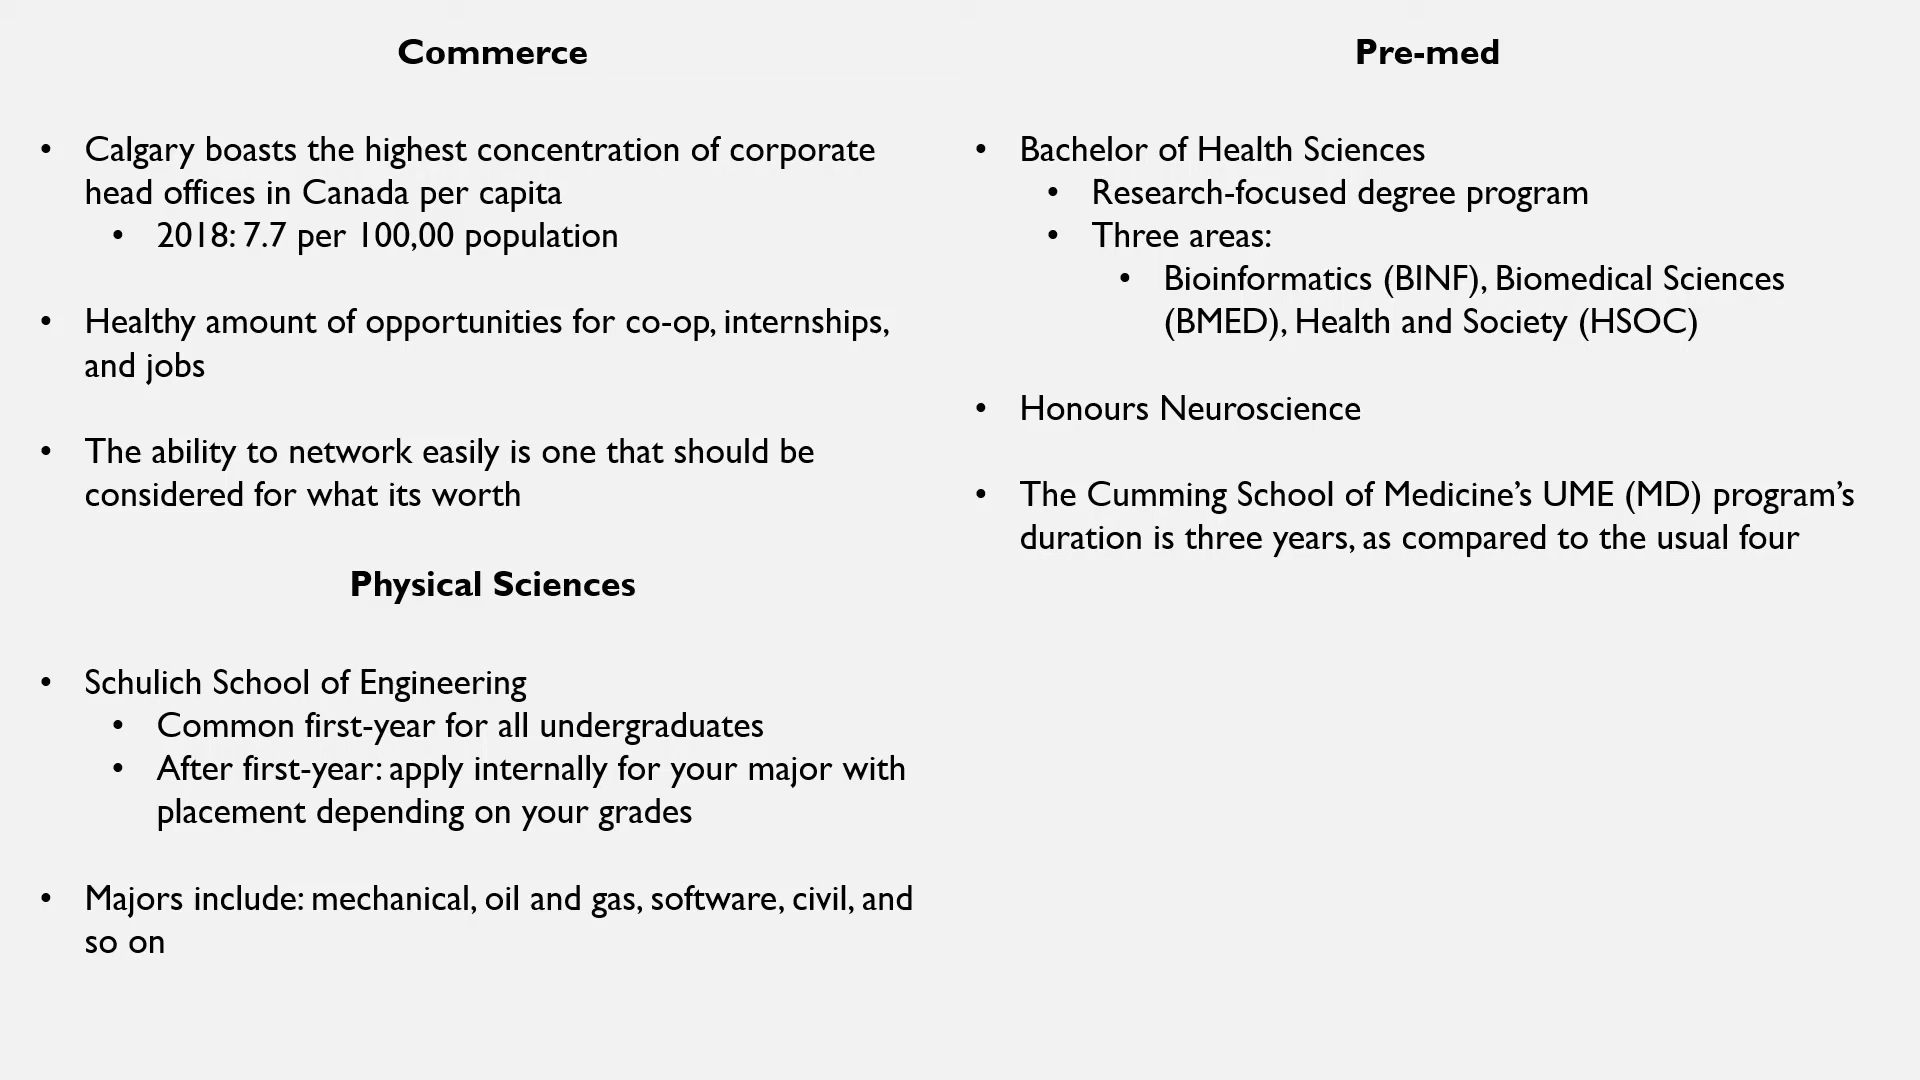 Commerce
• Calgary boasts the highest concentration of corporate
head offices in Canada per capita
• 2018: 7.7 per 100,00 population
• Healthy amount of opportunities for co-op, internships,
and jobs
• The ability to network easily is one that should be
considered for what its worth
Physical Sciences
• Schulich School of Engineering
• Common first-year for all undergraduates
• After first-year: apply internally for your major with
placement depending on your grades
• Majors include: mechanical, oil and gas, software, civil, and
so on
Pre-med
• Bachelor of Health Sciences
• Research-focused degree program
• Three areas:
• Bioinformatics (BINF), Biomedical Sciences
(BMED), Health and Society (HSOC)
• Honours Neuroscience
• The Cumming School of Medicine’s UME (MD) program’s
duration is three years, as compared to the usual four